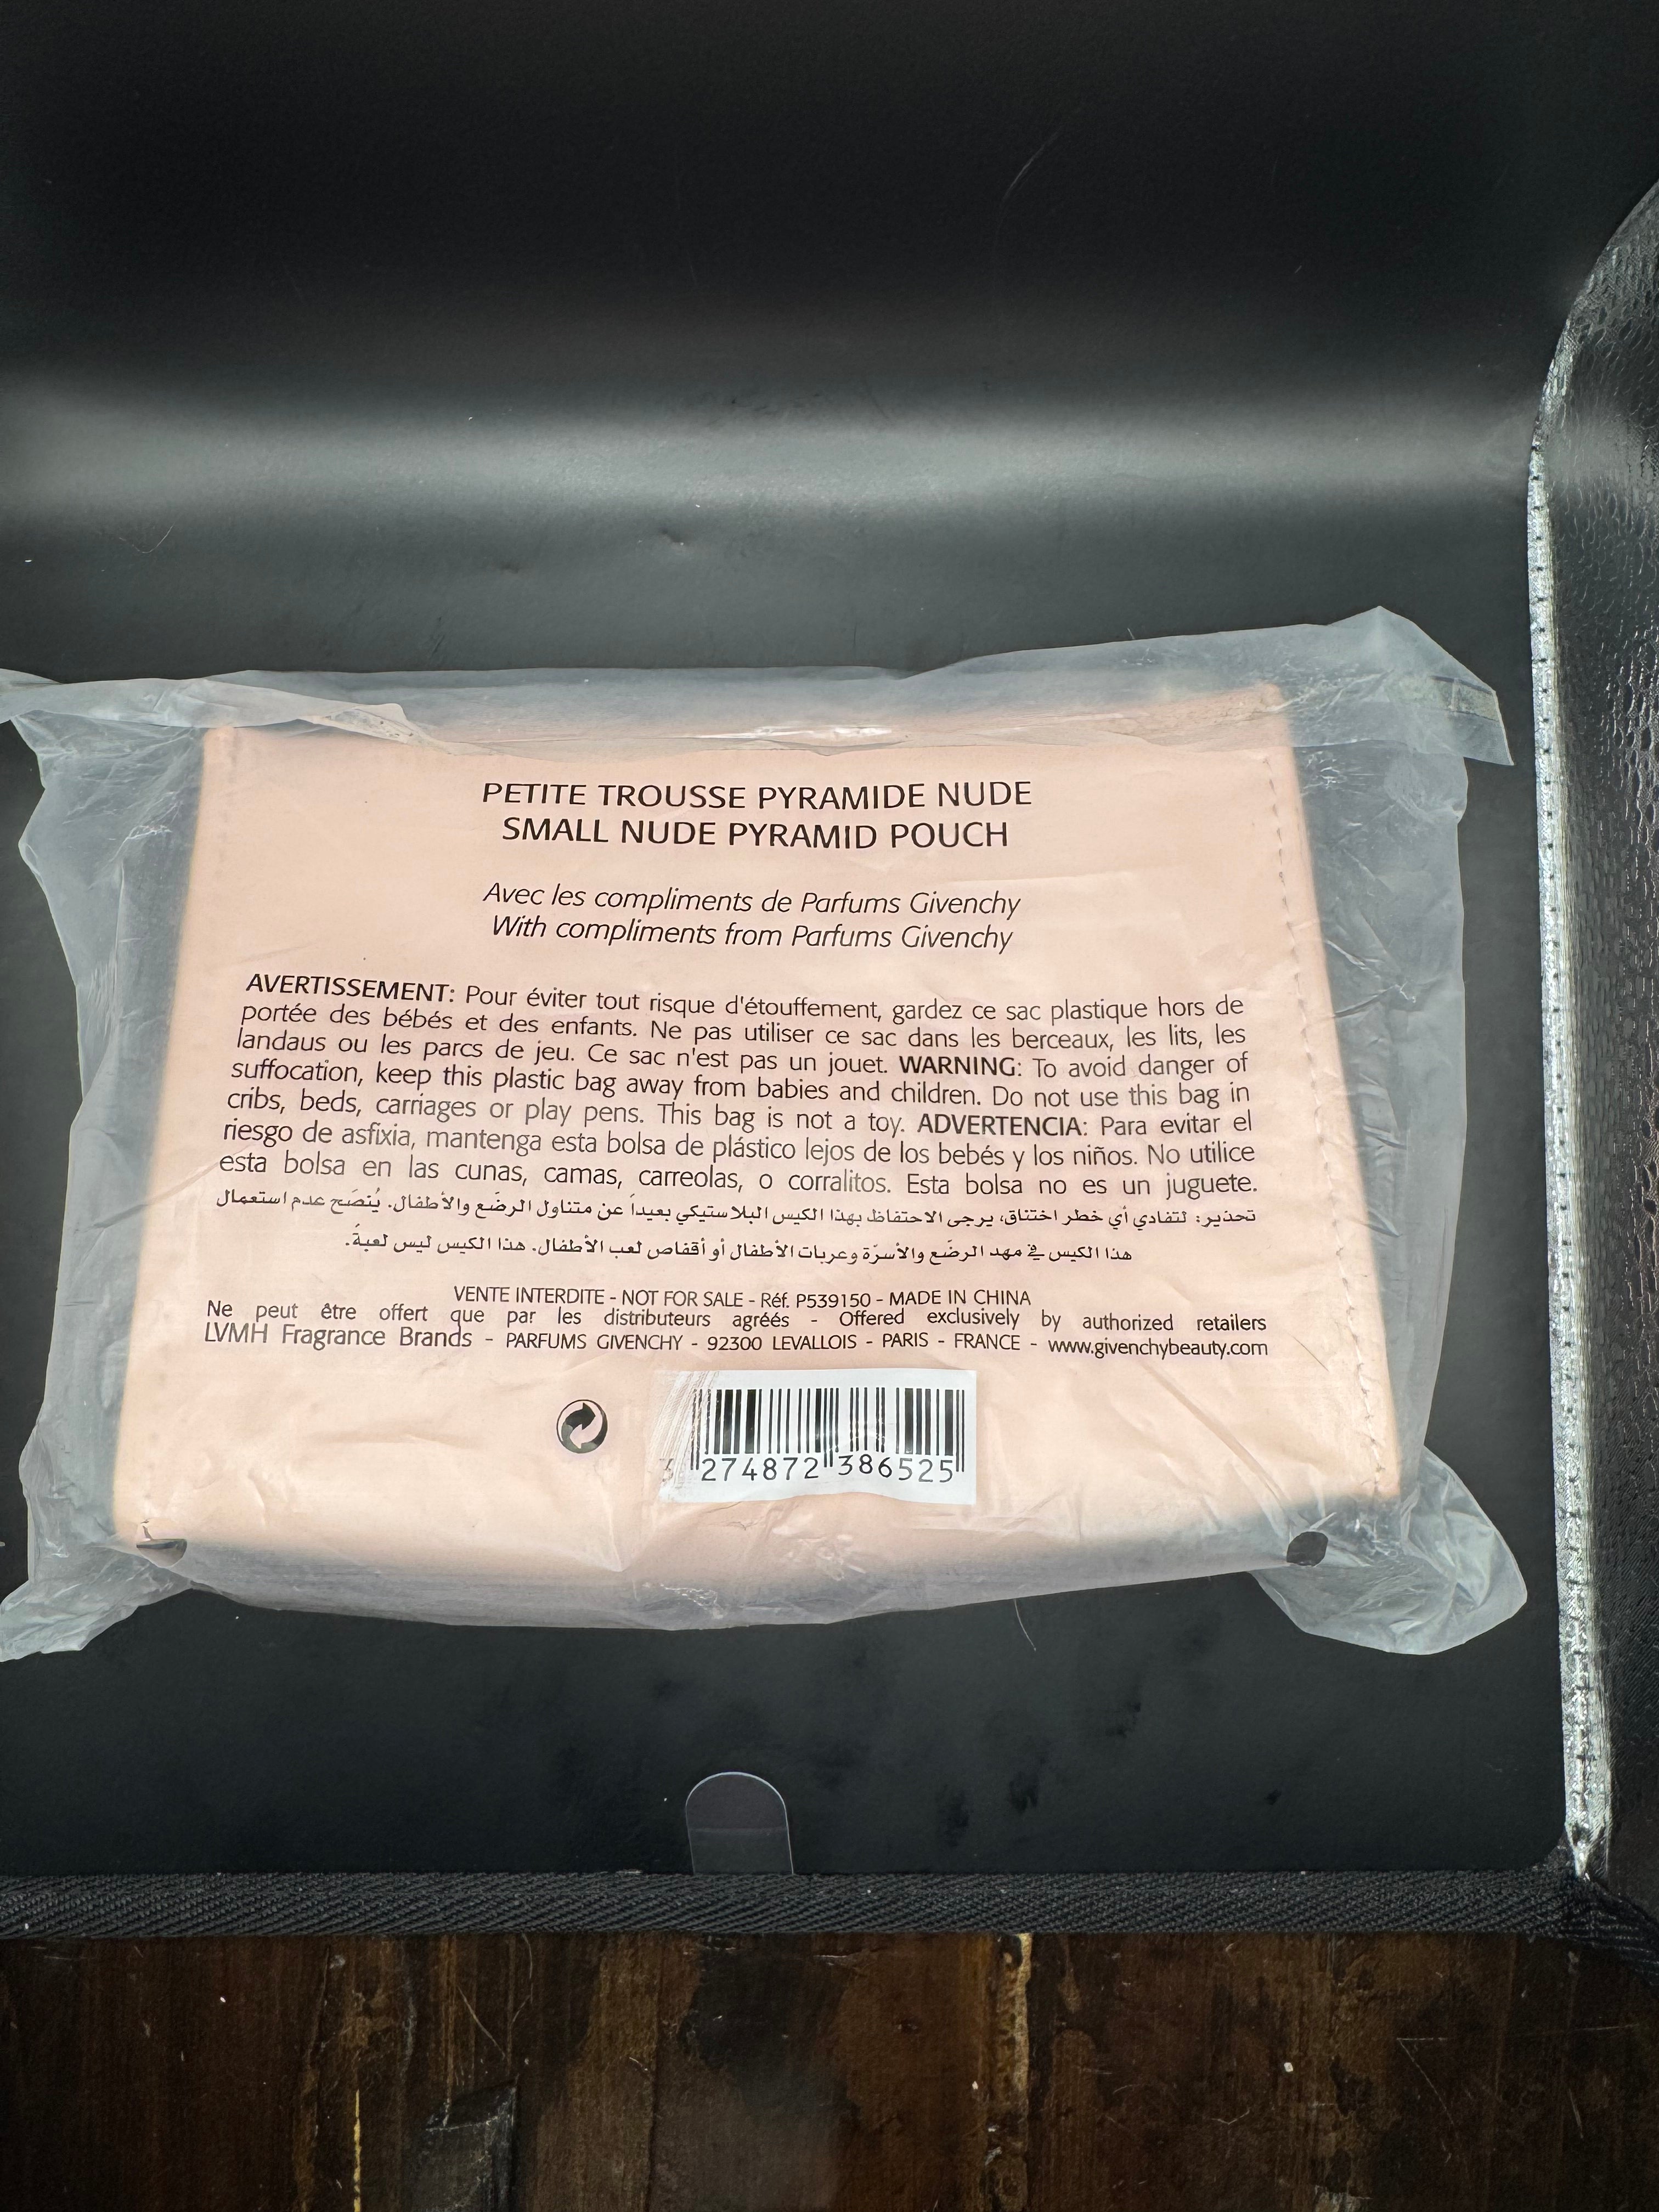 PETITE TROUSSE PYRAMIDE NUDE
SMALL NUDE PYRAMID POUCH
Avec les compliments de Parfums Givenchy
With compliments from Parfums Givenchy
AVERTISSEMENT: Pour éviter tout risque d'étouffement, gardez ce sac plastique hors de
portée des bébés et des enfants. Ne pas utiliser ce sac dans les berceaux, les lits, les
landaus ou les parcs de jeu. Ce sac n'est pas un jouet. WARNING: To avoid danger of
suffocation, keep this plastic bag away from babies and children. Do not use this bag in
cribs, beds, carriages or play pens. This bag is not a toy. ADVERTENCIA: Para evitar el
riesgo de asfixia, mantenga esta bolsa de plástico lejos de los bebés y los niños. No utilice
esta bolsa en las cunas, camas, carreolas, o corralitos. Esta bolsa no es un juguete.
تحذير: لتفادي أي خطر اختناق، يرجى الاحتفاظ بهذا الكيس البلاستيكي بعيداً عن متناول الرضّع والأطفال. يُنصَح عدم استعمال
هذا الكيس في مهد الرضّع والأسرّة وعربات الأطفال أو أقفاص لعب الأطفال. هذا الكيس ليس لعبةً.
VENTE INTERDITE - NOT FOR SALE - Réf. P539150 - MADE IN CHINA
Ne peut être offert que par les distributeurs agréés - Offered exclusively by authorized retailers
LVMH Fragrance Brands - PARFUMS GIVENCHY - 92300 LEVALLOIS - PARIS - FRANCE - www.givenchybeauty.com
3 274872 386525